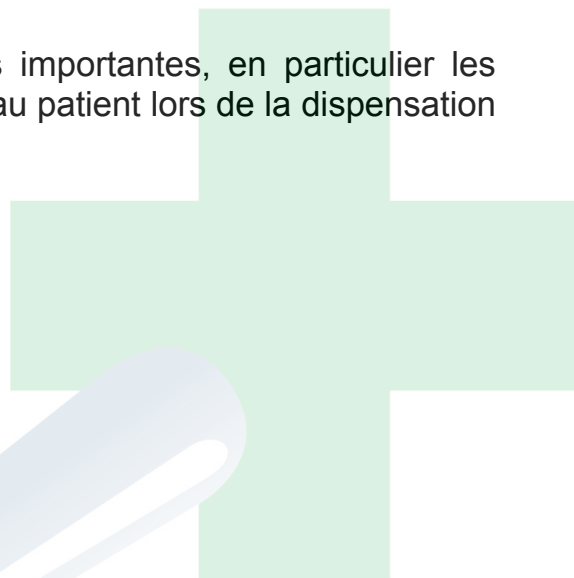 s importantes, en particulier les
au patient lors de la dispensation